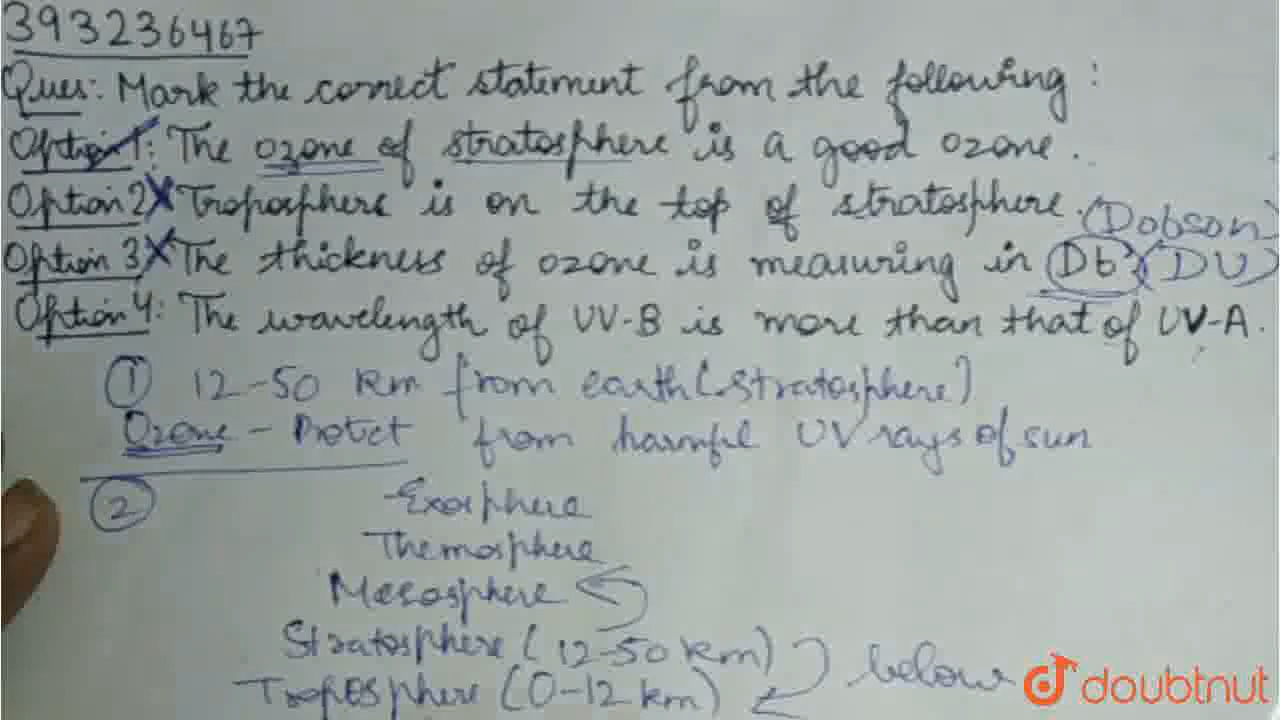 393236467
Ques: Mark the correct statement from the following :
Option 1: The ozone of stratosphere is a good ozone.
Option 2 X Troposphere is on the top of stratosphere.
(Dobson)
Option 3 X The thickness of ozone is measuring in Db (DU)
Option 4: The wavelength of UV-B is more than that of UV-A.
① 12-50 km from earth (stratosphere)
Ozone - Protect from harmful UV rays of sun
②
Exosphere
Themosphere
Mesosphere
Stratosphere (12-50 km)
below
Troposphere (0-12 km)
doubtnut